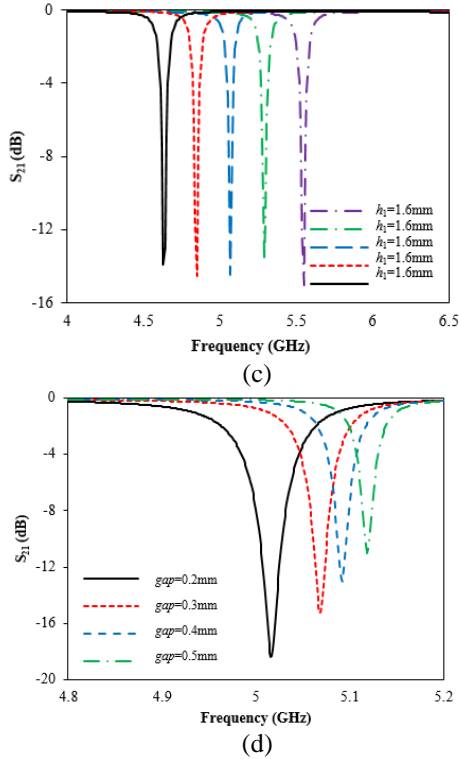 0
-4
-8
-12
-16
S21 (dB)
h1=1.6mm
h1=1.6mm
h1=1.6mm
h1=1.6mm
h1=1.6mm
4 4.5 5 5.5 6 6.5
Frequency (GHz)
(c)
0
-4
-8
-12
-16
-20
S21 (dB)
gap=0.2mm
gap=0.3mm
gap=0.4mm
gap=0.5mm
4.8 4.9 5 5.1 5.2
Frequency (GHz)
(d)